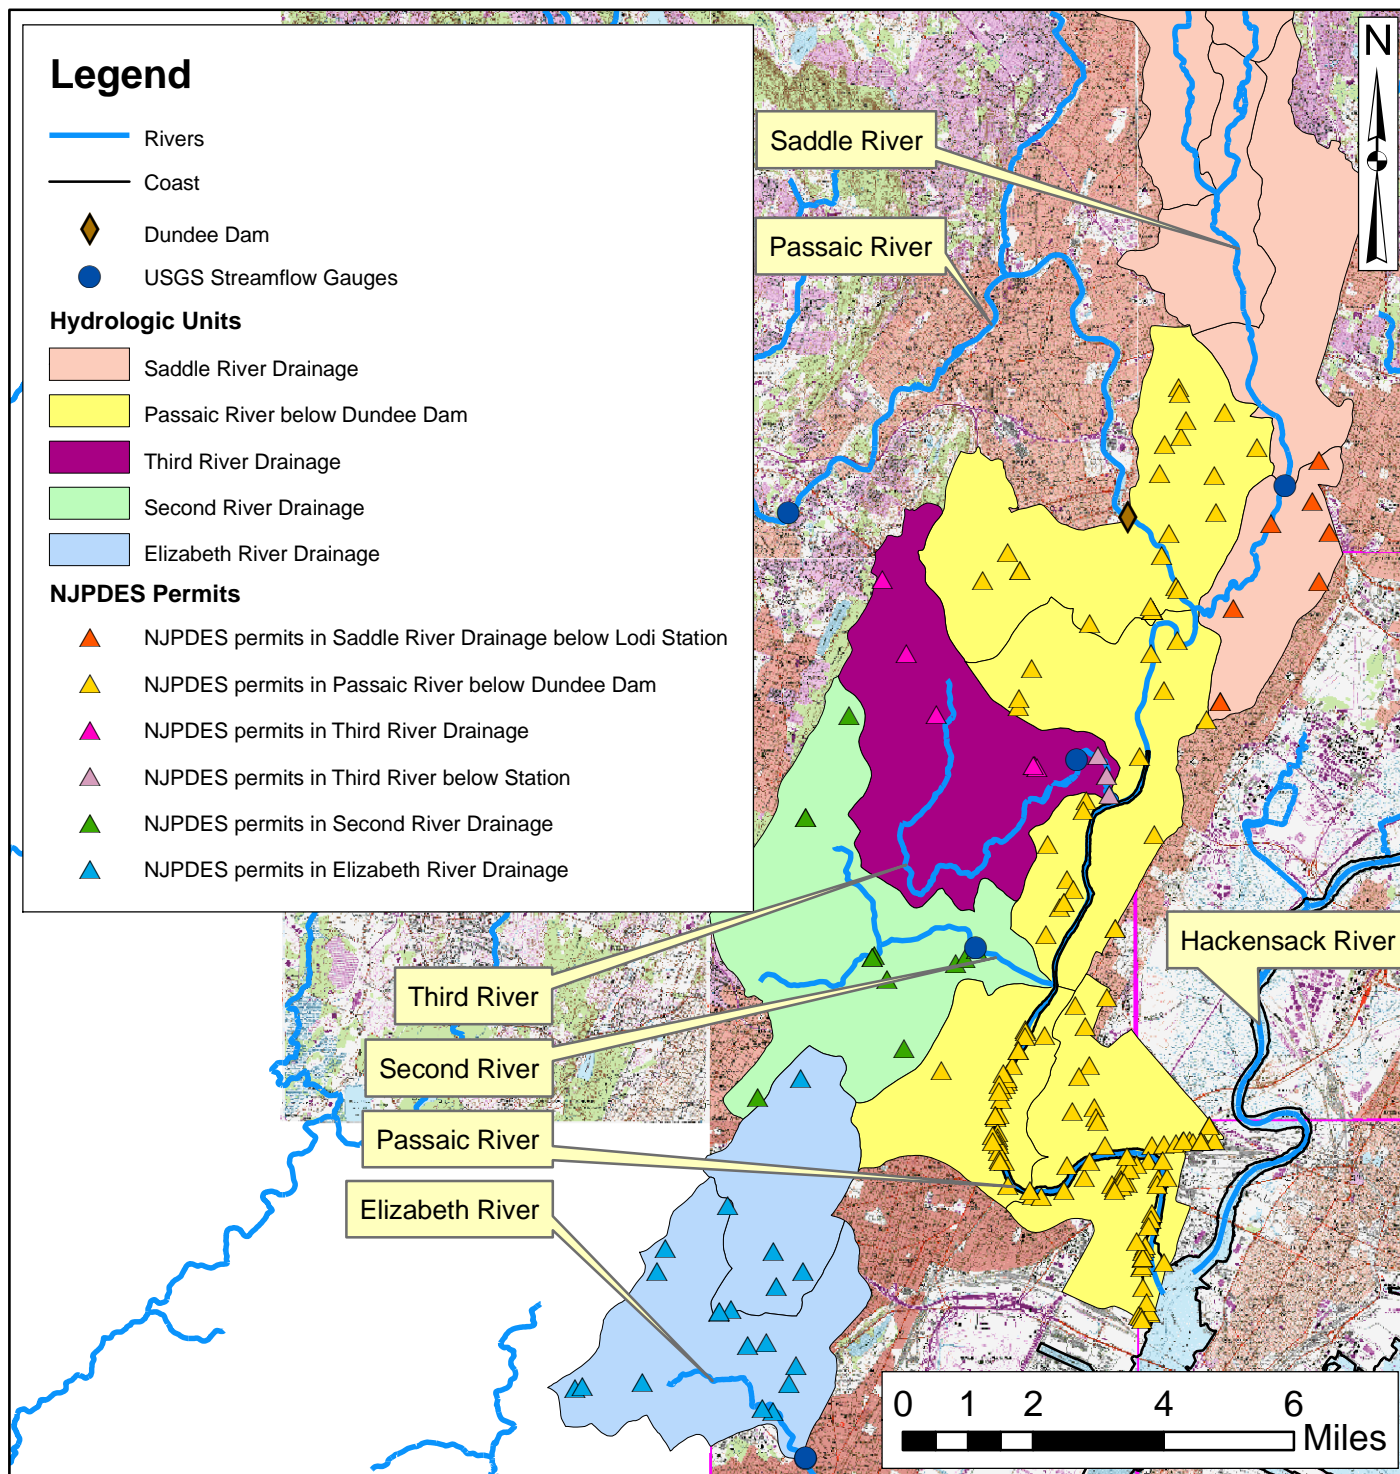 Legend
Rivers
Coast
Dundee Dam
USGS Streamflow Gauges
Hydrologic Units
Saddle River Drainage
Passaic River below Dundee Dam
Third River Drainage
Second River Drainage
Elizabeth River Drainage
NJPDES Permits
NJPDES permits in Saddle River Drainage below Lodi Station
NJPDES permits in Passaic River below Dundee Dam
NJPDES permits in Third River Drainage
NJPDES permits in Third River below Station
NJPDES permits in Second River Drainage
NJPDES permits in Elizabeth River Drainage
N
Saddle River
Passaic River
Hackensack River
Third River
Second River
Passaic River
Elizabeth River
0 1 2 4 6
Miles